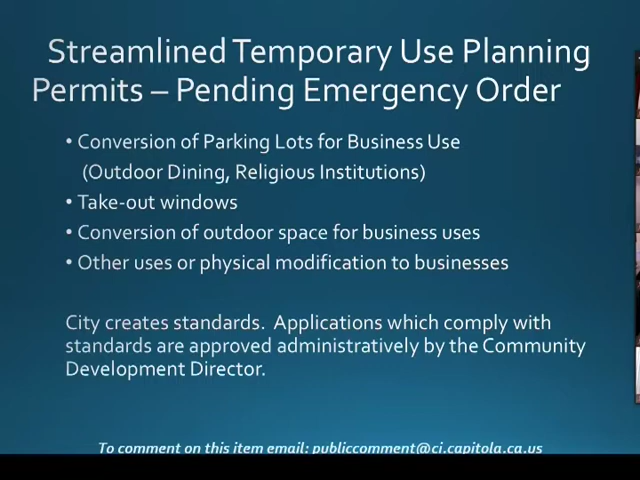 Streamlined Temporary Use Planning
Permits – Pending Emergency Order
• Conversion of Parking Lots for Business Use
(Outdoor Dining, Religious Institutions)
• Take-out windows
• Conversion of outdoor space for business uses
• Other uses or physical modification to businesses
City creates standards. Applications which comply with
standards are approved administratively by the Community
Development Director.
To comment on this item email: publiccomment@ci.capitola.ca.us